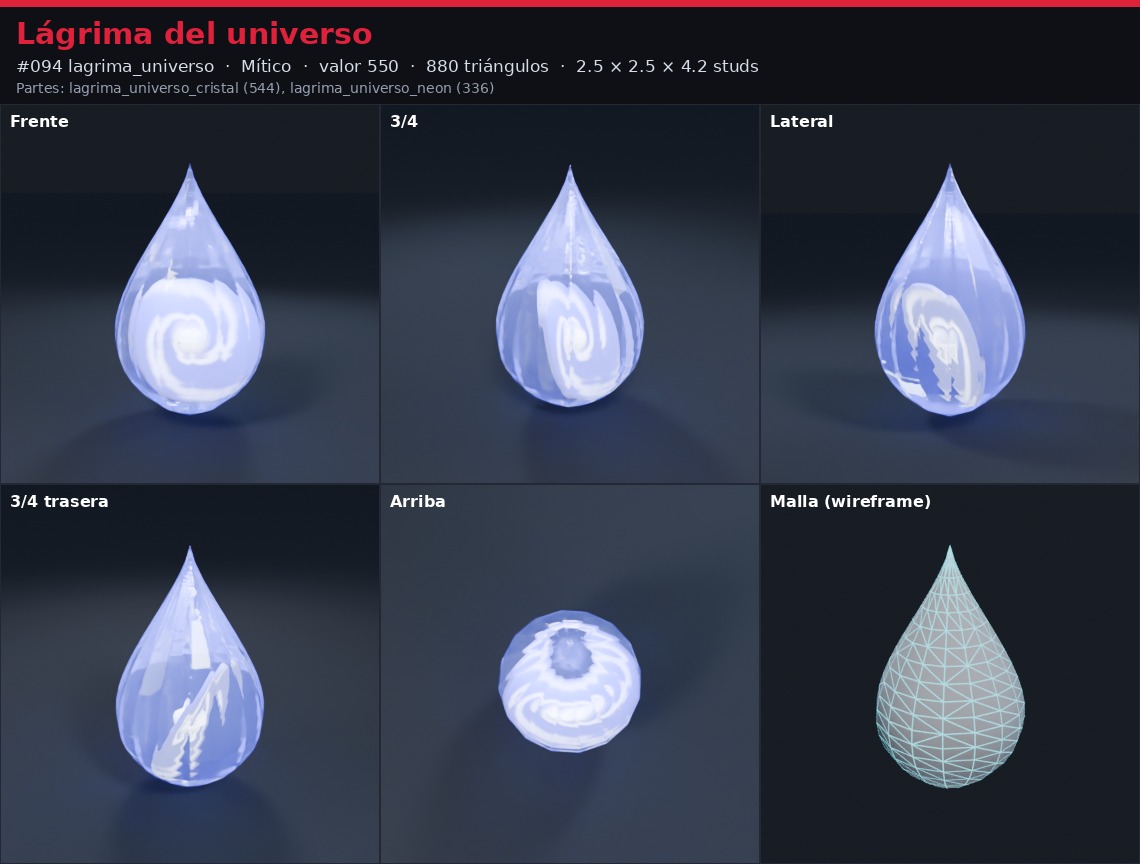 Lágrima del universo
#094 lagrima_universo · Mítico · valor 550 · 880 triángulos · 2.5 × 2.5 × 4.2 studs
Partes: lagrima_universo_cristal (544), lagrima_universo_neon (336)
Frente
3/4
Lateral
3/4 trasera
Arriba
Malla (wireframe)